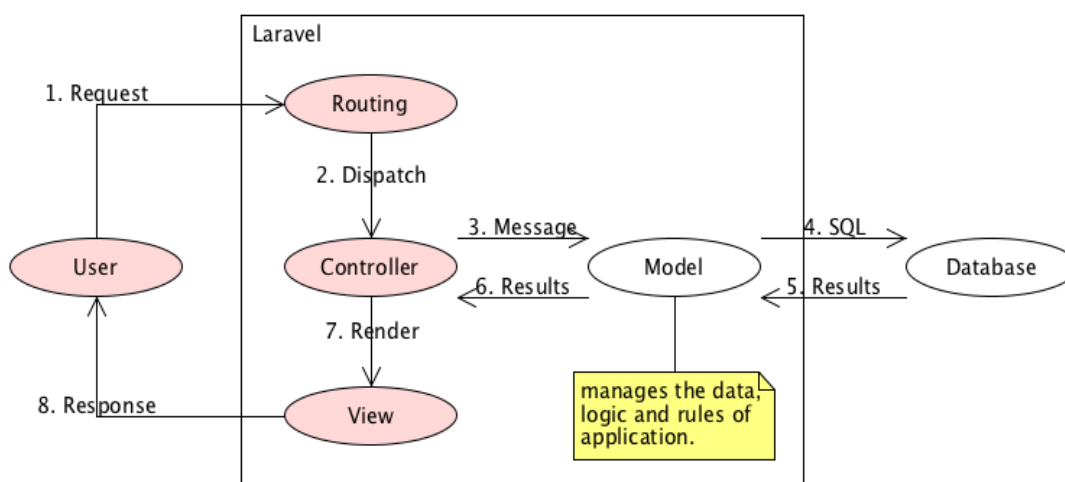 Laravel
1. Request
Routing
2. Dispatch
3. Message
4. SQL
User
Controller
Model
Database
6. Results
5. Results
7. Render
manages the data,
logic and rules of
application.
8. Response
View